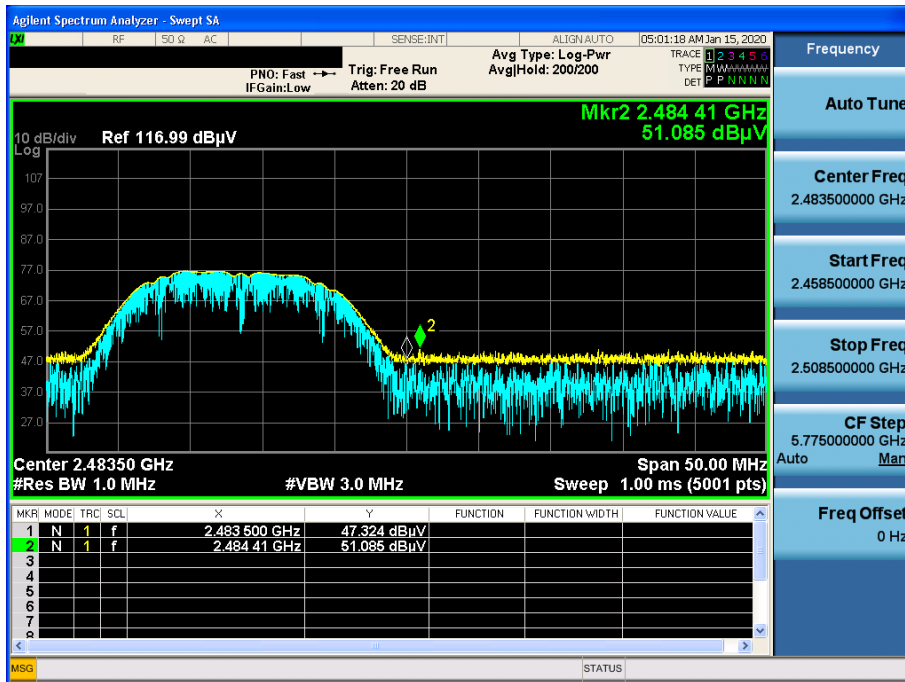 Agilent Spectrum Analyzer - Swept SA
LXI RF 50 Ω AC SENSE:INT ALIGN AUTO 05:01:18 AM Jan 15, 2020
PNO: Fast Trig: Free Run Avg Type: Log-Pwr TRACE 1 2 3 4 5 6
IFGain:Low Atten: 20 dB Avg|Hold: 200/200 TYPE M W W W W W
DET P P N N N N
Mkr2 2.484 41 GHz
51.085 dBµV
10 dB/div Ref 116.99 dBµV
Log
107
97.0
87.0
77.0
67.0
57.0
47.0
37.0
27.0
2
Center 2.48350 GHz Span 50.00 MHz
#Res BW 1.0 MHz #VBW 3.0 MHz Sweep 1.00 ms (5001 pts)
MKR MODE TRC SCL X Y FUNCTION FUNCTION WIDTH FUNCTION VALUE
1 N 1 f 2.483 500 GHz 47.324 dBµV
2 N 1 f 2.484 41 GHz 51.085 dBµV
3
4
5
6
7
8
MSG STATUS
Frequency
Auto Tune
Center Freq
2.483500000 GHz
Start Freq
2.458500000 GHz
Stop Freq
2.508500000 GHz
CF Step
5.775000000 GHz
Auto Man
Freq Offset
0 Hz